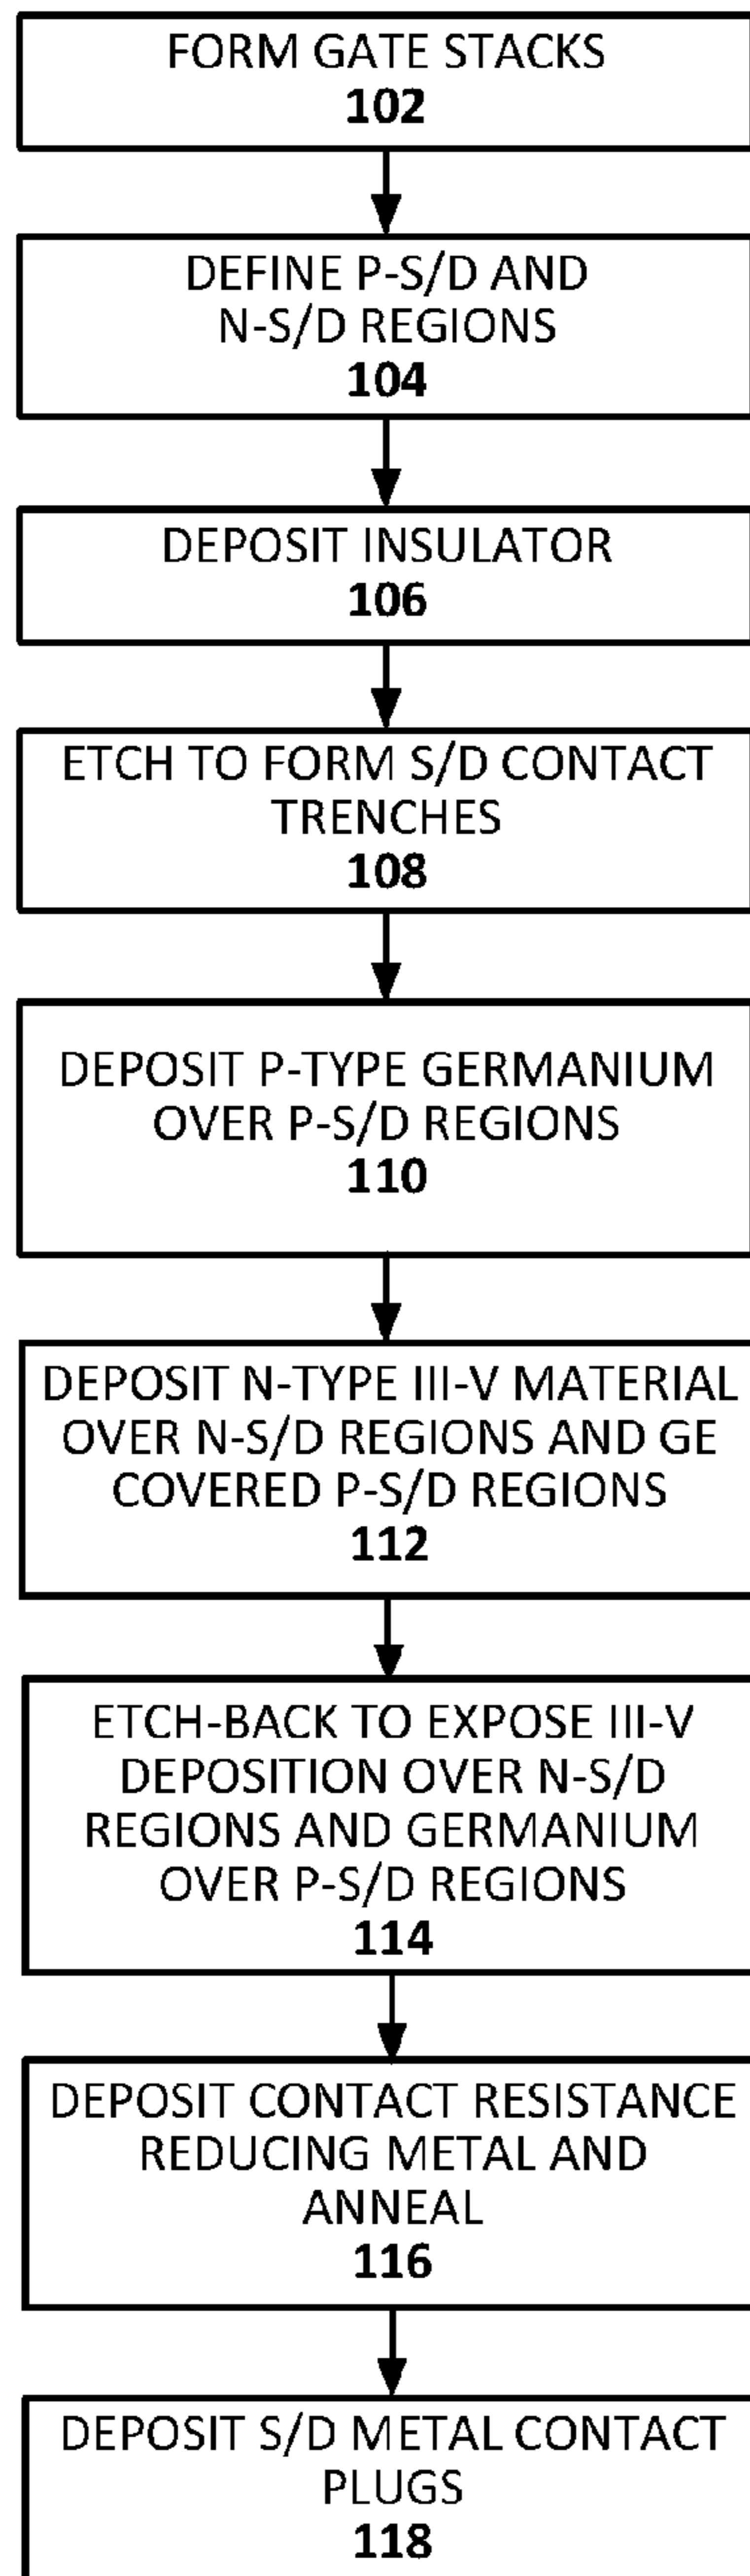 FORM GATE STACKS
102
DEFINE P-S/D AND
N-S/D REGIONS
104
DEPOSIT INSULATOR
106
ETCH TO FORM S/D CONTACT
TRENCHES
108
DEPOSIT P-TYPE GERMANIUM
OVER P-S/D REGIONS
110
DEPOSIT N-TYPE III-V MATERIAL
OVER N-S/D REGIONS AND GE
COVERED P-S/D REGIONS
112
ETCH-BACK TO EXPOSE III-V
DEPOSITION OVER N-S/D
REGIONS AND GERMANIUM
OVER P-S/D REGIONS
114
DEPOSIT CONTACT RESISTANCE
REDUCING METAL AND
ANNEAL
116
DEPOSIT S/D METAL CONTACT
PLUGS
118